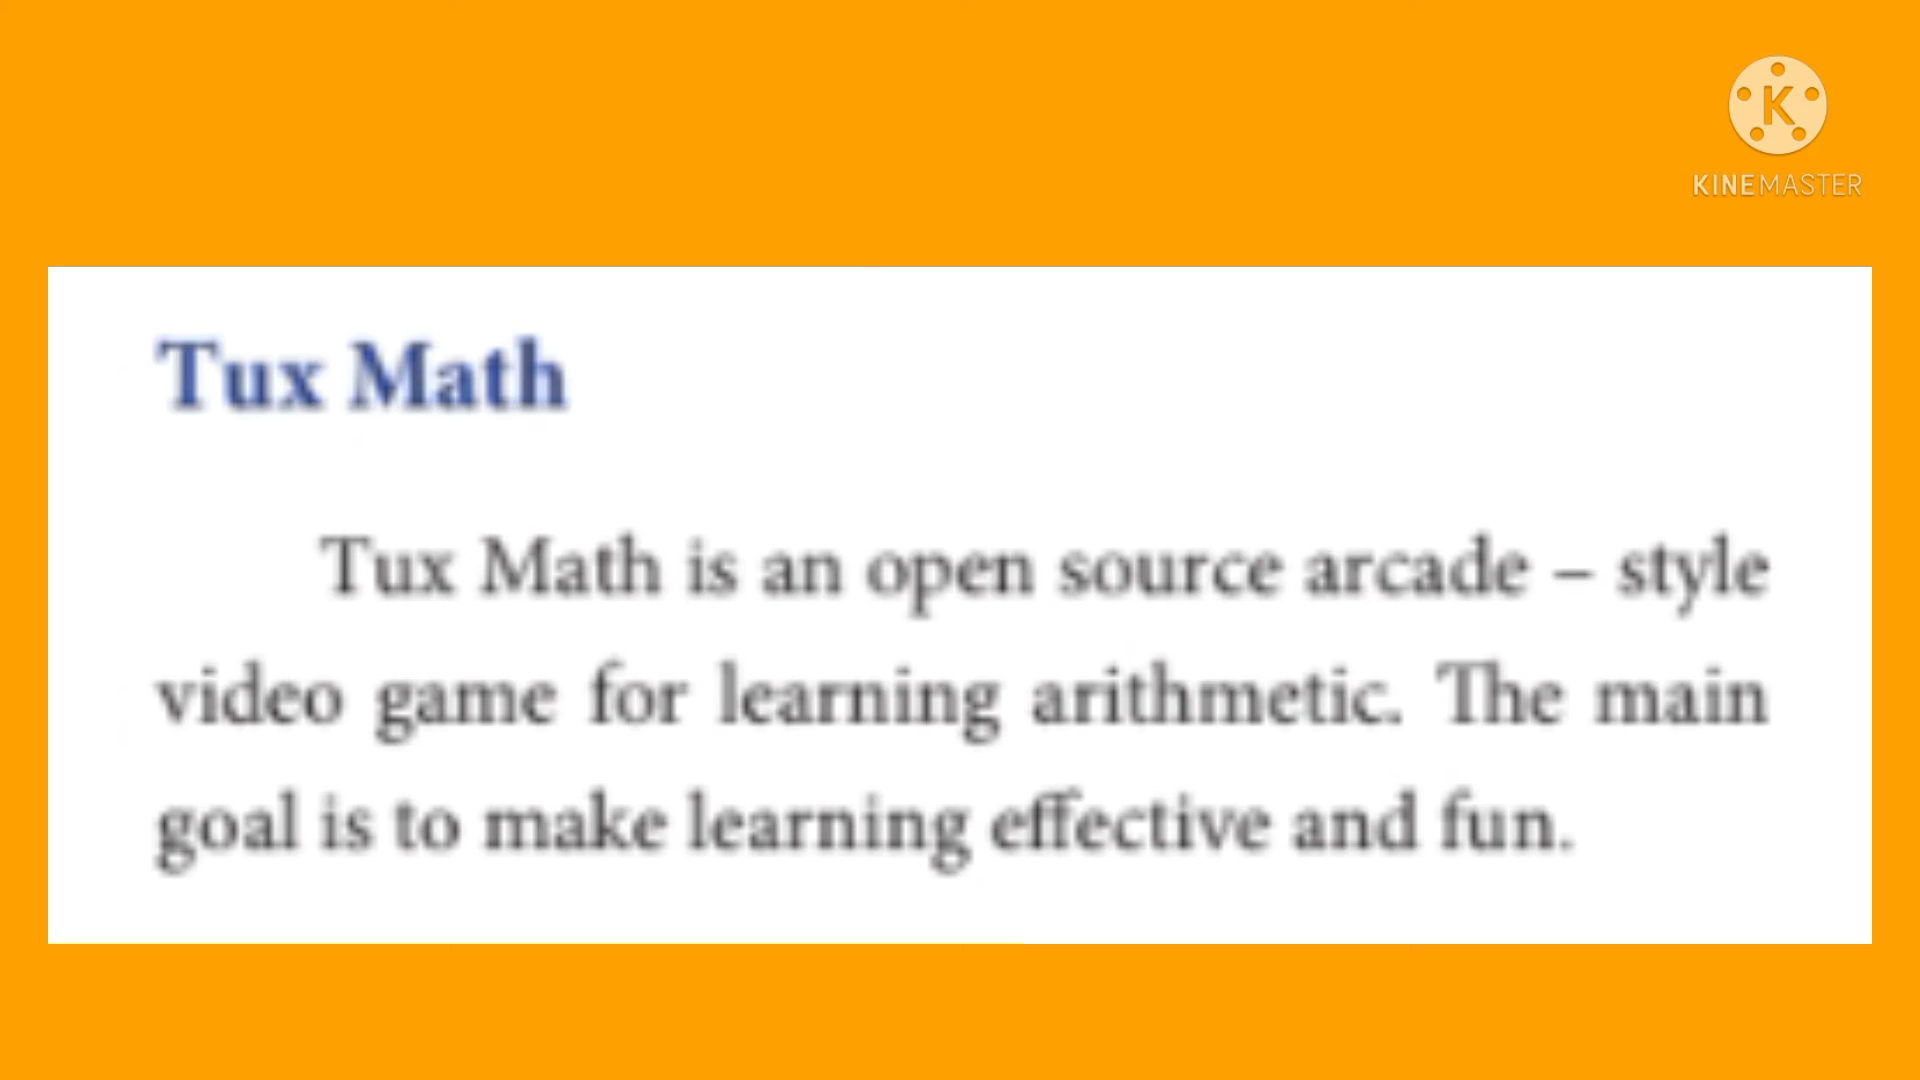 K
KINEMASTER
Tux Math
Tux Math is an open source arcade – style
video game for learning arithmetic. The main
goal is to make learning effective and fun.